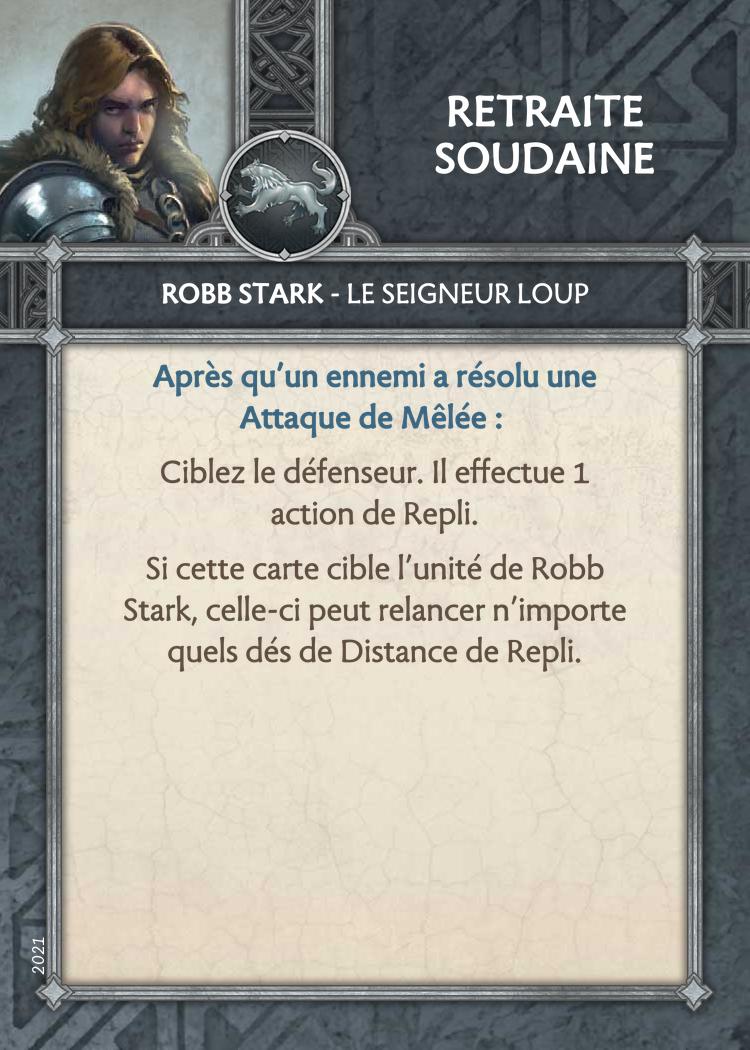 RETRAITE
SOUDAINE
ROBB STARK - LE SEIGNEUR LOUP
Après qu'un ennemi a résolu une
Attaque de Mêlée :
Ciblez le défenseur. Il effectue 1
action de Repli.
Si cette carte cible l'unité de Robb
Stark, celle-ci peut relancer n'importe
quels dés de Distance de Repli.
2021